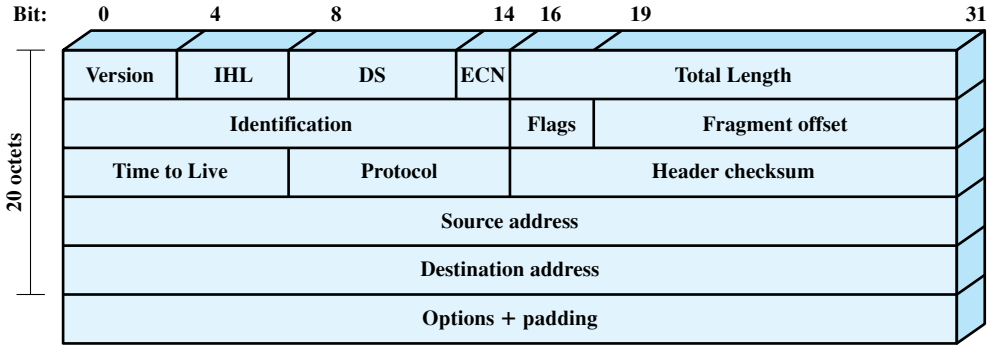 Bit: 0 4 8 14 16 19 31
Version IHL DS ECN Total Length
Identification Flags Fragment offset
Time to Live Protocol Header checksum
Source address
Destination address
Options + padding
20 octets